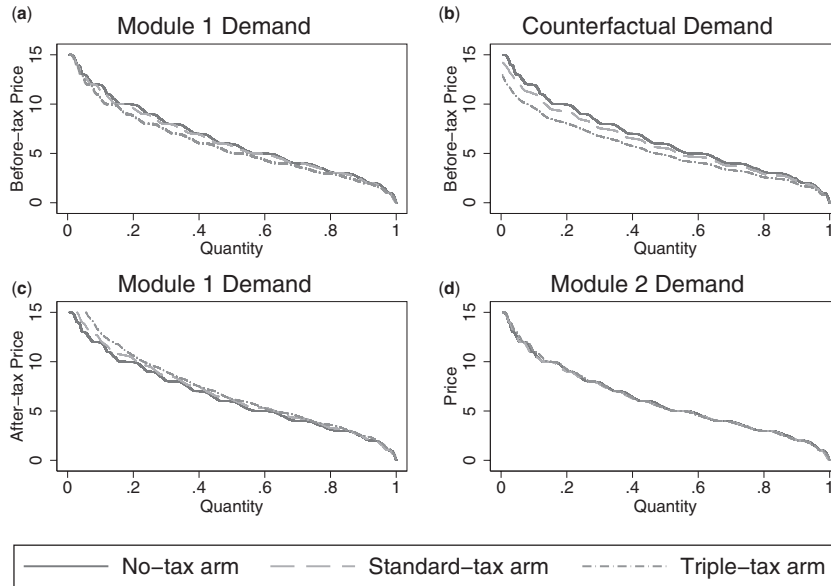 (a) Module 1 Demand
Before−tax Price
15
10
5
0
0 .2 .4 .6 .8 1
Quantity
(b) Counterfactual Demand
Before−tax Price
15
10
5
0
0 .2 .4 .6 .8 1
Quantity
(c) Module 1 Demand
After−tax Price
15
10
5
0
0 .2 .4 .6 .8 1
Quantity
(d) Module 2 Demand
Price
15
10
5
0
0 .2 .4 .6 .8 1
Quantity
No−tax arm Standard−tax arm Triple−tax arm